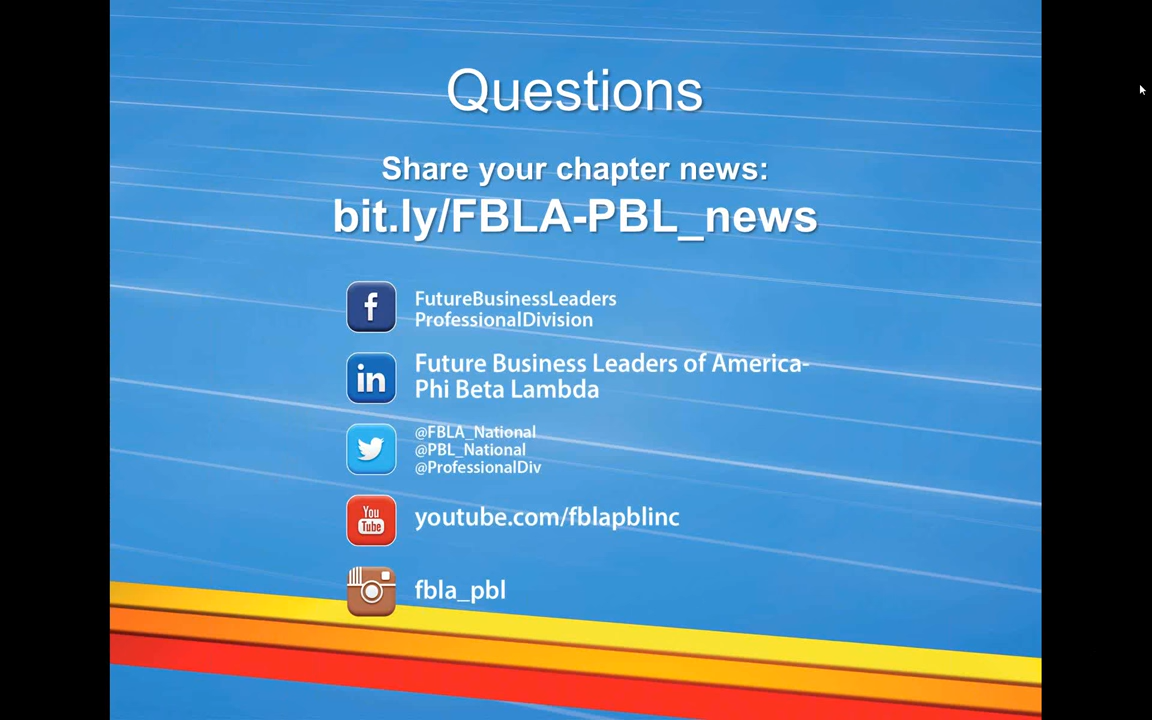 Questions
Share your chapter news:
bit.ly/FBLA-PBL_news
f
FutureBusinessLeaders
ProfessionalDivision
in
Future Business Leaders of America-
Phi Beta Lambda
@FBLA_National
@PBL_National
@ProfessionalDiv
You
Tube
youtube.com/fblapblinc
fbla_pbl